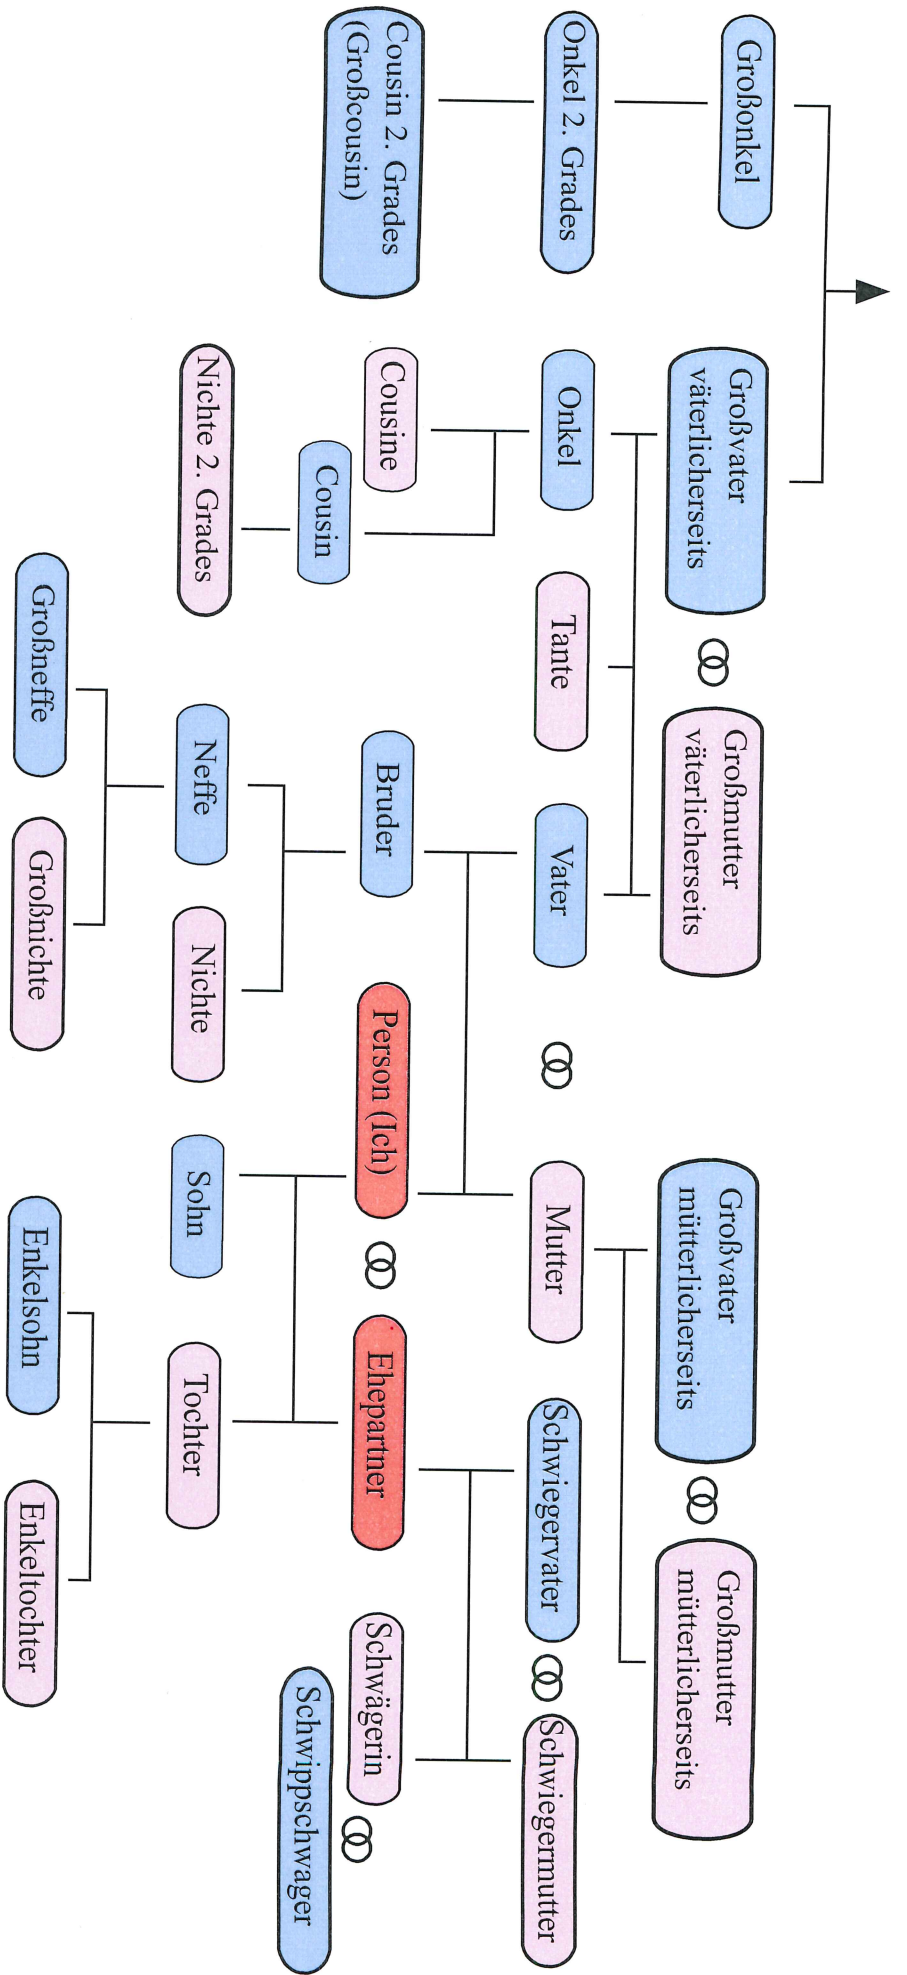 Großonkel
Großvater
väterlicherseits
Großmutter
väterlicherseits
Großvater
mütterlicherseits
Großmutter
mütterlicherseits
Onkel 2. Grades
Onkel
Tante
Vater
Mutter
Schwiegervater
Schwiegermutter
Cousin 2. Grades
(Großcousin)
Cousine
Cousin
Bruder
Person (Ich)
Ehepartner
Schwägerin
Schwippschwager
Nichte 2. Grades
Neffe
Nichte
Sohn
Tochter
Großneffe
Großnichte
Enkelsohn
Enkeltochter